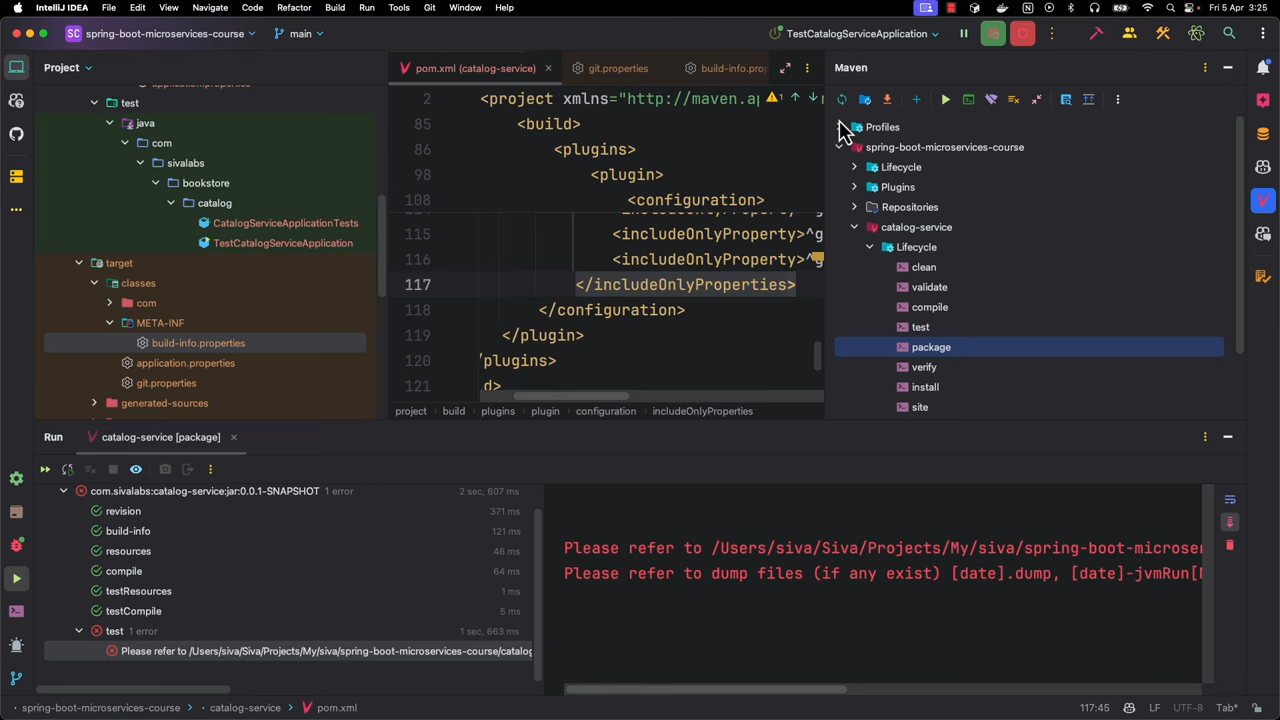 IntelliJ IDEA File Edit View Navigate Code Refactor Build Run Tools Git Window Help Fri 5 Apr 3:25
SC spring-boot-microservices-course main TestCatalogServiceApplication
Project
pom.xml (catalog-service) git.properties build-info.prop
Maven
test
java
com
sivalabs
bookstore
catalog
CatalogServiceApplicationTests
TestCatalogServiceApplication
target
classes
com
META-INF
build-info.properties
application.properties
git.properties
generated-sources
2 <project xmlns="http://maven.ap 1
85 <build>
86 <plugins>
98 <plugin>
108 <configuration>
115 <includeOnlyProperty>^g
116 <includeOnlyProperty>^g
117 </includeOnlyProperties>
118 </configuration>
119 </plugin>
120 /plugins>
121 d>
project build plugins plugin configuration includeOnlyProperties
Profiles
spring-boot-microservices-course
Lifecycle
Plugins
Repositories
catalog-service
Lifecycle
clean
validate
compile
test
package
verify
install
site
Run catalog-service [package]
com.sivalabs:catalog-service:jar:0.0.1-SNAPSHOT 1 error 2 sec, 607 ms
revision 371 ms
build-info 121 ms
resources 46 ms
compile 64 ms
testResources 1 ms
testCompile 5 ms
test 1 error 1 sec, 663 ms
Please refer to /Users/siva/Siva/Projects/My/siva/spring-boot-microservices-course/catalog
Please refer to /Users/siva/Siva/Projects/My/siva/spring-boot-microser
Please refer to dump files (if any exist) [date].dump, [date]-jvmRun[
spring-boot-microservices-course catalog-service pom.xml 117:45 LF UTF-8 Tab*